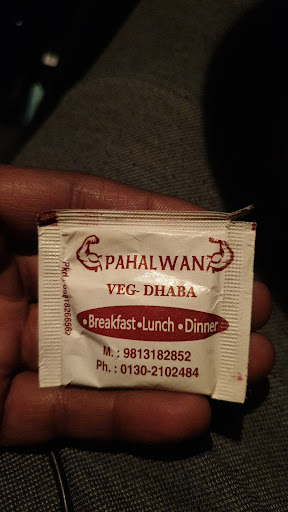 PAHALWAN
VEG- DHABA
•Breakfast•Lunch •Dinner
M. : 9813182852
Ph. : 0130-2102484